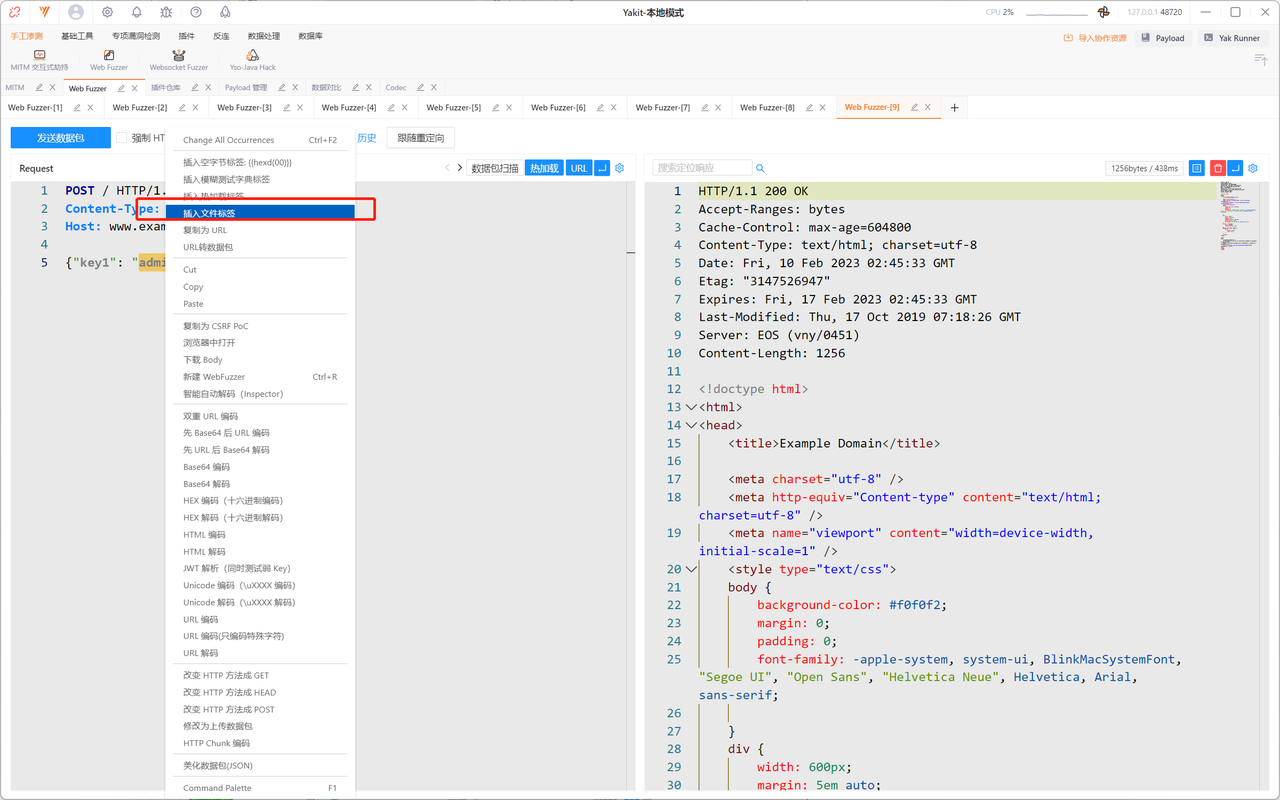 Yakit-本地模式
CPU 2%
127.0.0.1 48720
手工渗透 基础工具 专项漏洞检测 插件 反连 数据处理 数据库
导入协作资源 Payload Yak Runner
MITM 交互式劫持 Web Fuzzer Websocket Fuzzer Yso-Java Hack
MITM Web Fuzzer 插件仓库 Payload 管理 数据对比 Codec
Web Fuzzer-[1] Web Fuzzer-[2] Web Fuzzer-[3] Web Fuzzer-[4] Web Fuzzer-[5] Web Fuzzer-[6] Web Fuzzer-[7] Web Fuzzer-[8] Web Fuzzer-[9]
发送数据包 强制 HT 历史 跟随重定向
Request 数据包扫描 热加载 URL
搜索定位响应 1256bytes / 438ms
1 POST / HTTP/1.
2 Content-Type:
3 Host: www.exam
4
5 {"key1": "admi
Change All Occurrences Ctrl+F2
插入空字节标签: {{hexd(00)}}
插入模糊测试字典标签
插入热加载标签
插入文件标签
复制为 URL
URL转数据包
Cut
Copy
Paste
复制为 CSRF PoC
浏览器中打开
下载 Body
新建 WebFuzzer Ctrl+R
智能自动解码（Inspector）
双重 URL 编码
先 Base64 后 URL 编码
先 URL 后 Base64 解码
Base64 编码
Base64 解码
HEX 编码（十六进制编码）
HEX 解码（十六进制解码）
HTML 编码
HTML 解码
JWT 解析（同时测试弱 Key）
Unicode 编码（\uXXXX 编码）
Unicode 解码（\uXXXX 解码）
URL 编码
URL 编码(只编码特殊字符)
URL 解码
改变 HTTP 方法成 GET
改变 HTTP 方法成 HEAD
改变 HTTP 方法成 POST
修改为上传数据包
HTTP Chunk 编码
美化数据包(JSON)
Command Palette F1
1 HTTP/1.1 200 OK
2 Accept-Ranges: bytes
3 Cache-Control: max-age=604800
4 Content-Type: text/html; charset=utf-8
5 Date: Fri, 10 Feb 2023 02:45:33 GMT
6 Etag: "3147526947"
7 Expires: Fri, 17 Feb 2023 02:45:33 GMT
8 Last-Modified: Thu, 17 Oct 2019 07:18:26 GMT
9 Server: EOS (vny/0451)
10 Content-Length: 1256
11
12 <!doctype html>
13 <html>
14 <head>
15 <title>Example Domain</title>
16
17 <meta charset="utf-8" />
18 <meta http-equiv="Content-type" content="text/html;
charset=utf-8" />
19 <meta name="viewport" content="width=device-width,
initial-scale=1" />
20 <style type="text/css">
21 body {
22 background-color: #f0f0f2;
23 margin: 0;
24 padding: 0;
25 font-family: -apple-system, system-ui, BlinkMacSystemFont,
"Segoe UI", "Open Sans", "Helvetica Neue", Helvetica, Arial,
sans-serif;
26
27 }
28 div {
29 width: 600px;
30 margin: 5em auto;